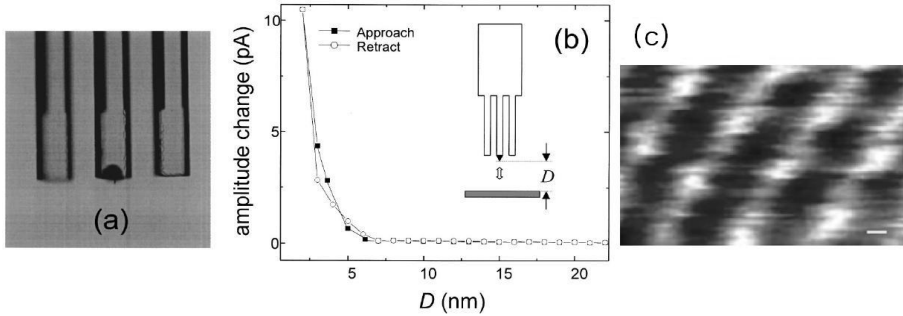 (a)
amplitude change (pA)
10
5
0
Approach
Retract
(b)
D
5
10
15
20
D (nm)
(c)